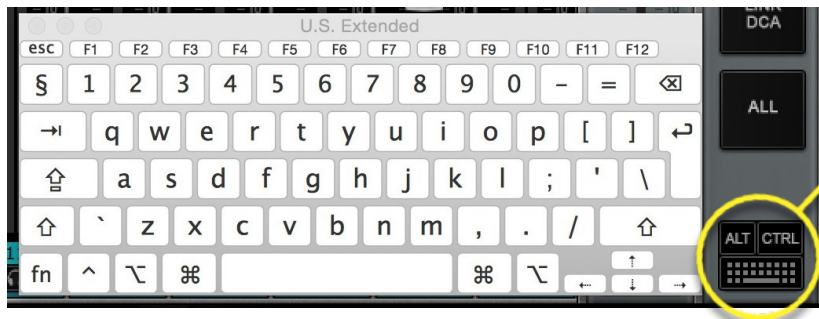 U.S. Extended
LINK
DCA
esc F1 F2 F3 F4 F5 F6 F7 F8 F9 F10 F11 F12
§ 1 2 3 4 5 6 7 8 9 0 - =
ALL
q w e r t y u i o p [ ]
a s d f g h j k l ; ' \
` z x c v b n m , . /
ALT CTRL
fn ^ ⌥ ⌘ ⌘ ⌥